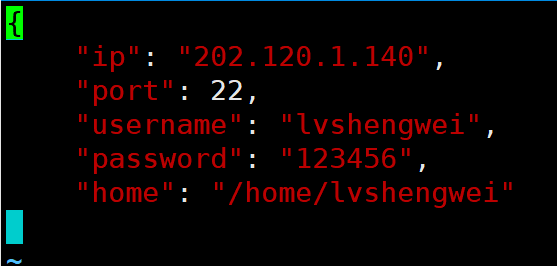 {
"ip": "202.120.1.140",
"port": 22,
"username": "lvshengwei",
"password": "123456",
"home": "/home/lvshengwei"
~